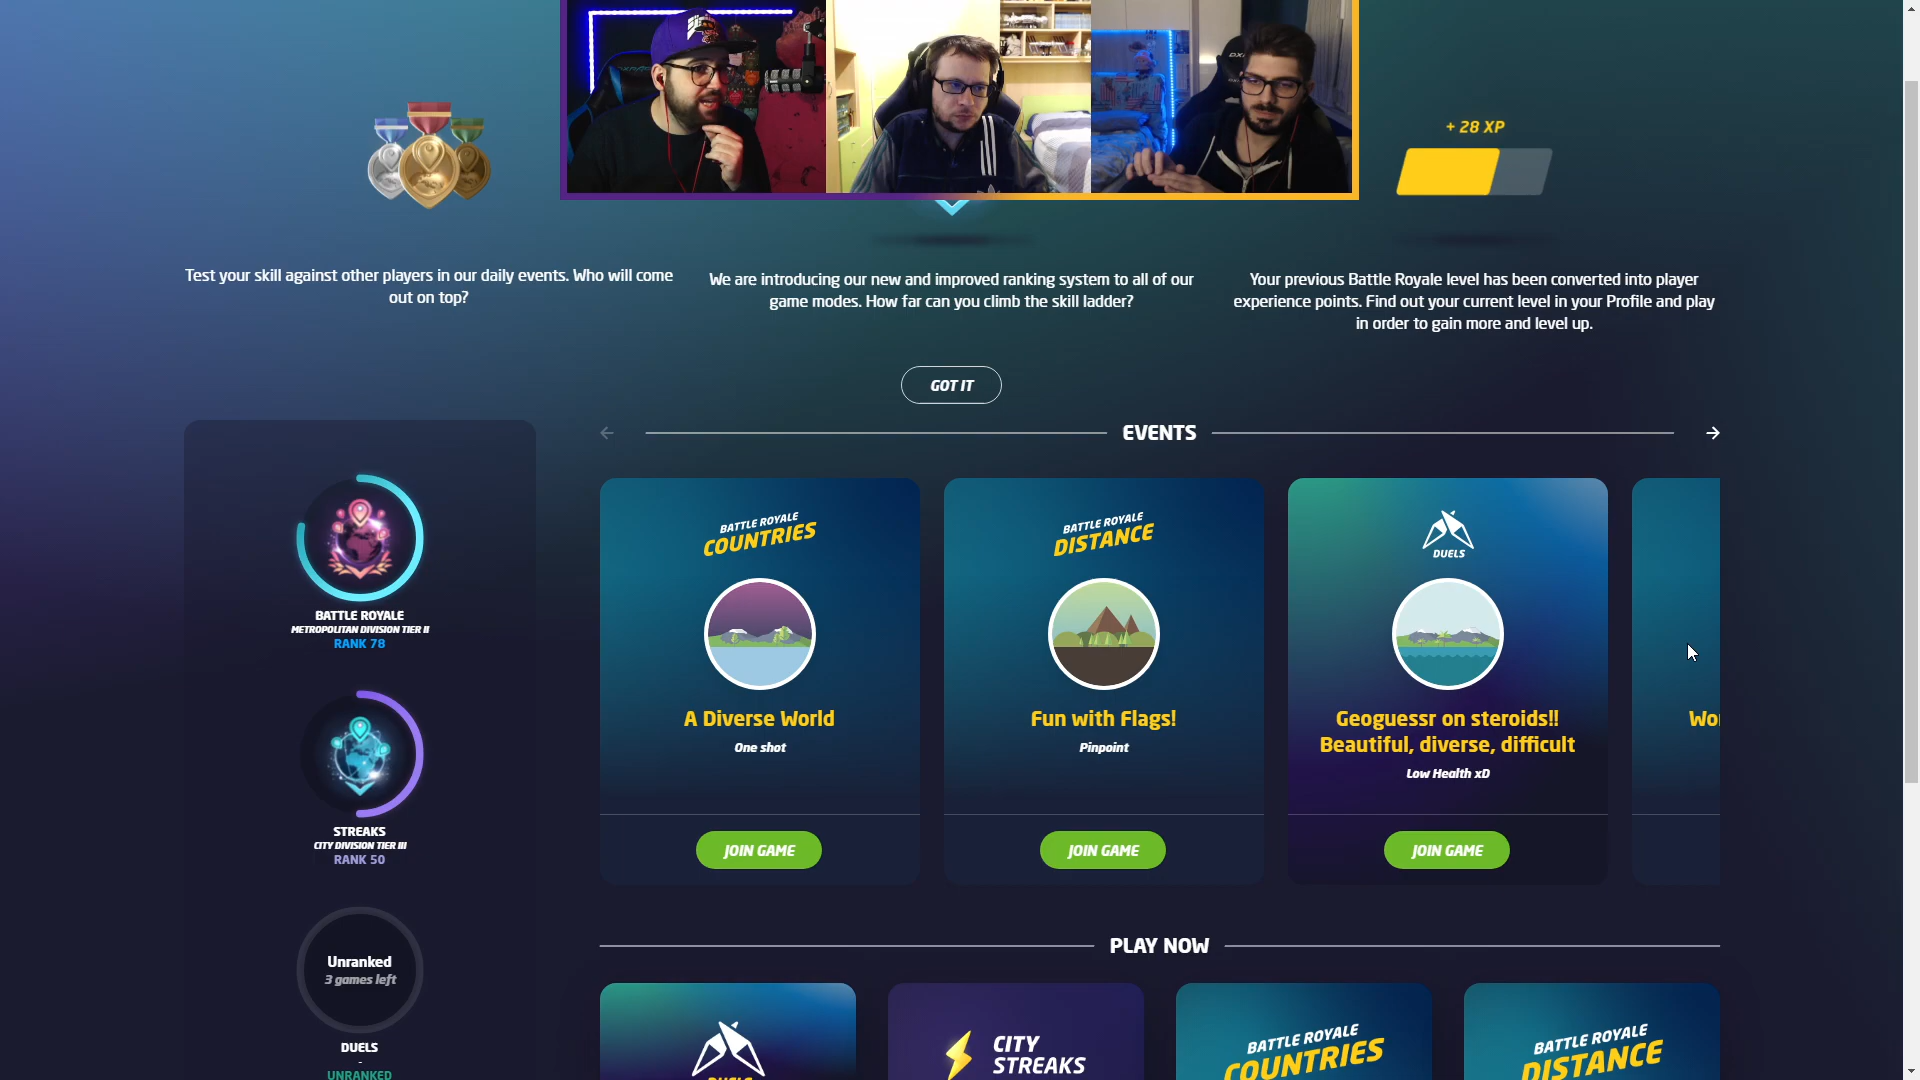 + 28 XP
Test your skill against other players in our daily events. Who will come
out on top?
We are introducing our new and improved ranking system to all of our
game modes. How far can you climb the skill ladder?
Your previous Battle Royale level has been converted into player
experience points. Find out your current level in your Profile and play
in order to gain more and level up.
GOT IT
EVENTS
BATTLE ROYALE
METROPOLITAN DIVISION TIER II
RANK 78
STREAKS
CITY DIVISION TIER III
RANK 50
Unranked
3 games left
DUELS
-
UNRANKED
BATTLE ROYALE
COUNTRIES
A Diverse World
One shot
JOIN GAME
BATTLE ROYALE
DISTANCE
Fun with Flags!
Pinpoint
JOIN GAME
DUELS
Geoguessr on steroids!!
Beautiful, diverse, difficult
Low Health xD
JOIN GAME
PLAY NOW
DUELS
CITY
STREAKS
BATTLE ROYALE
COUNTRIES
BATTLE ROYALE
DISTANCE